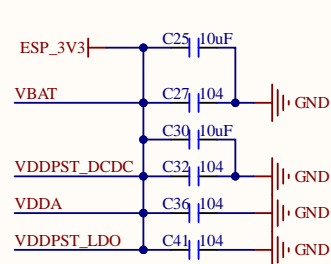 C25 10uF
ESP_3V3
VBAT
C27 104
GND
C30 10uF
VDDPST_DCDC
C32 104
GND
VDDA
C36 104
GND
VDDPST_LDO
C41 104
GND